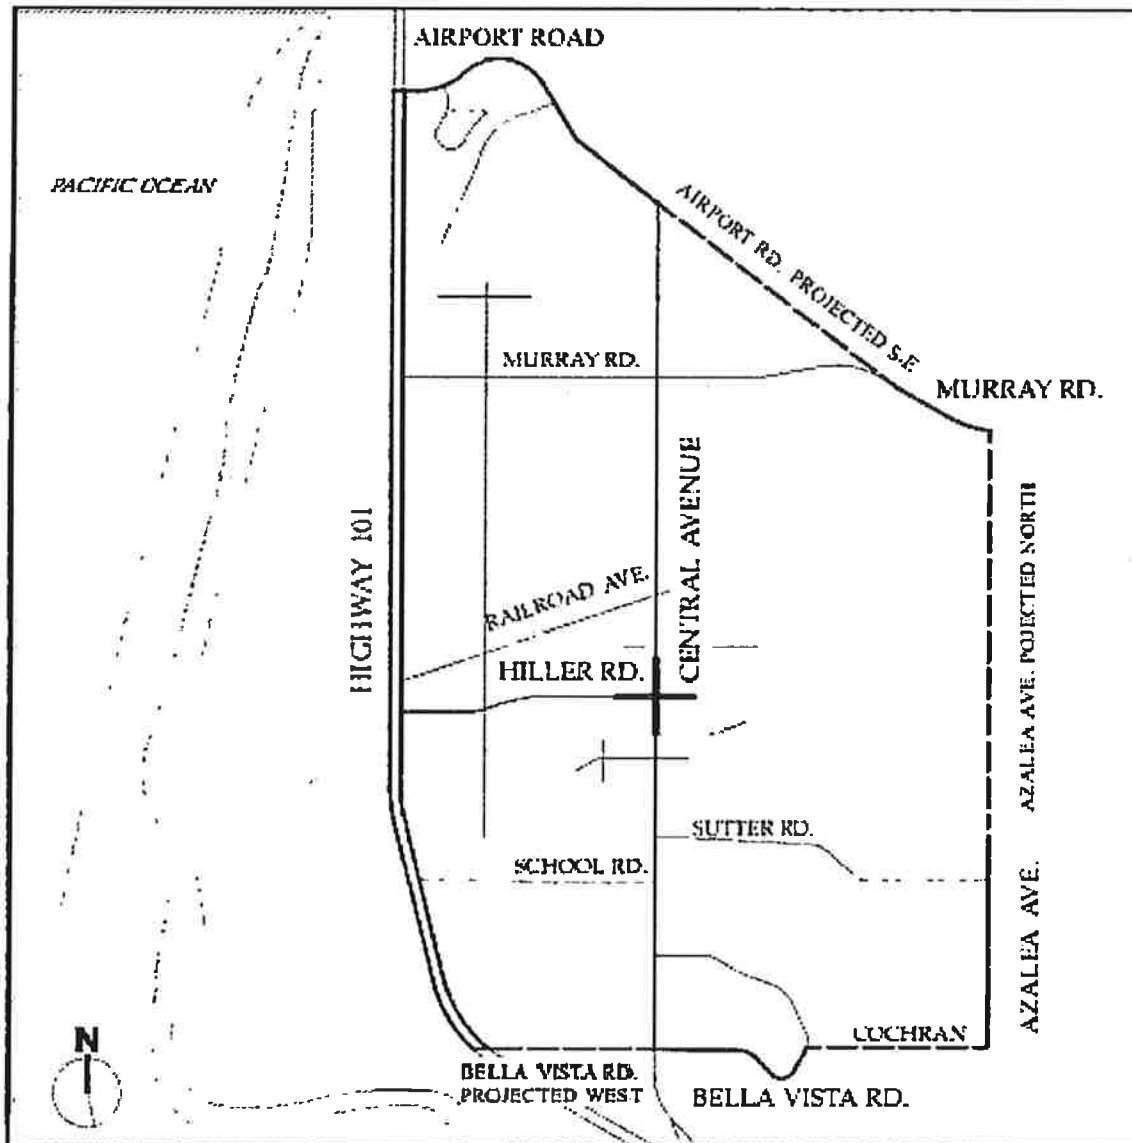 AIRPORT ROAD
PACIFIC OCEAN
AIRPORT RD. PROJECTED S.E
MURRAY RD.
MURRAY RD.
HIGHWAY 101
CENTRAL AVENUE
AZALEA AVE. POJECTED NORTH
RAILROAD AVE.
HILLER RD.
SUTTER RD.
SCHOOL RD.
AZALEA AVE.
N
COCHRAN
BELLA VISTA RD.
PROJECTED WEST
BELLA VISTA RD.